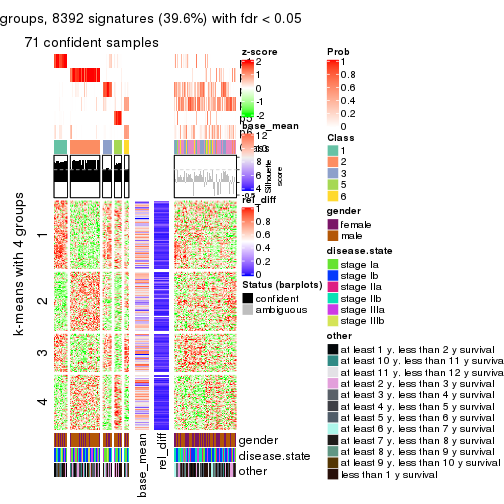 groups, 8392 signatures (39.6%) with fdr < 0.05
71 confident samples
k-means with 4 groups
1
2
3
4
z-score
2
1
0
-1
-2
base_mean
12
10
8
6
4
Silhouette
score
rel_diff
1
0.8
0.6
0.4
0.2
0
Status (barplots)
confident
ambiguous
gender
disease.state
other
base_mean
rel_diff
Prob
1
0.8
0.6
0.4
0.2
0
Class
1
2
3
5
6
gender
female
male
disease.state
stage Ia
stage Ib
stage IIa
stage IIb
stage IIIa
stage IIIb
other
at least 1 y. less than 2 y survival
at least 10 y. less than 11 y surviva
at least 11 y. less than 12 y surviva
at least 2 y. less than 3 y survival
at least 3 y. less than 4 y survival
at least 4 y. less than 5 y survival
at least 5 y. less than 6 y survival
at least 6 y. less than 7 y survival
at least 7 y. less than 8 y survival
at least 8 y. less than 9 y survival
at least 9 y. less than 10 y survival
less than 1 y survival